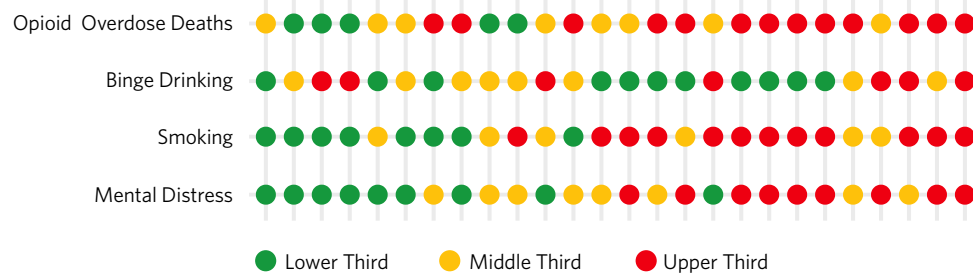 Opioid  Overdose Deaths
Binge Drinking
Smoking
Mental Distress
Lower Third Middle Third Upper Third